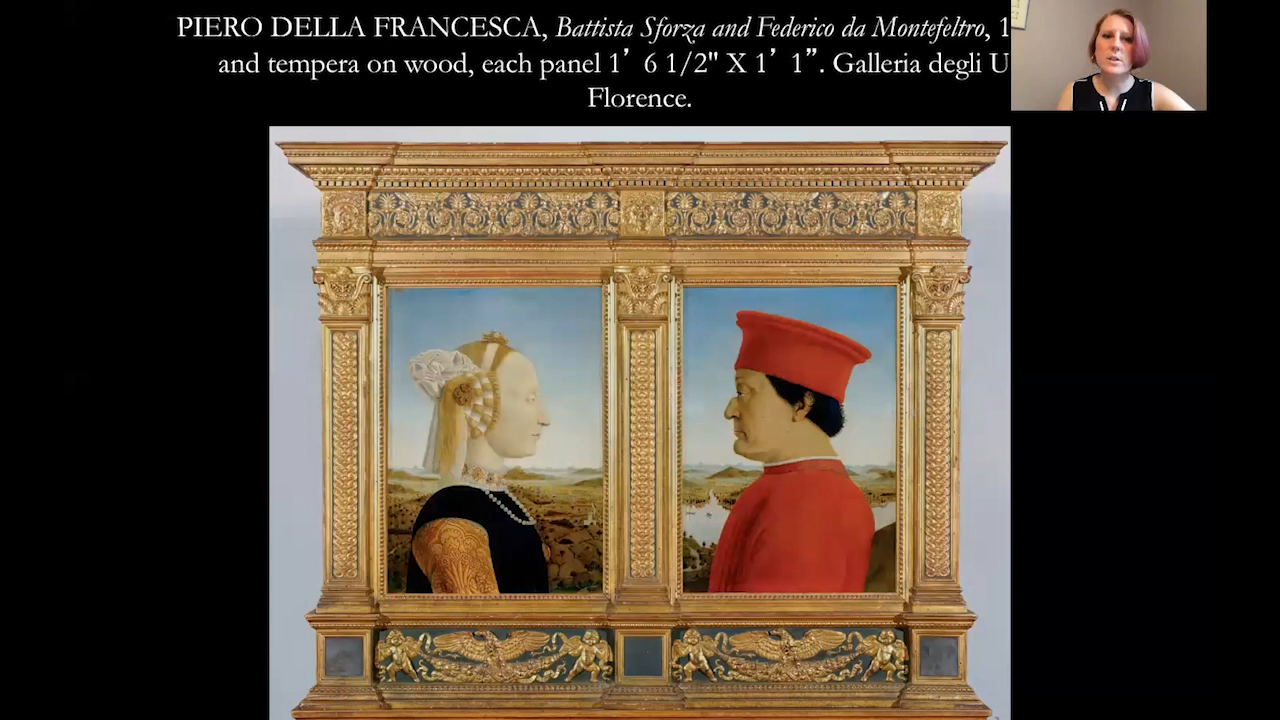 PIERO DELLA FRANCESCA, Battista Sforza and Federico da Montefeltro, 1
and tempera on wood, each panel 1’ 6 1/2" X 1’ 1”. Galleria degli U
Florence.